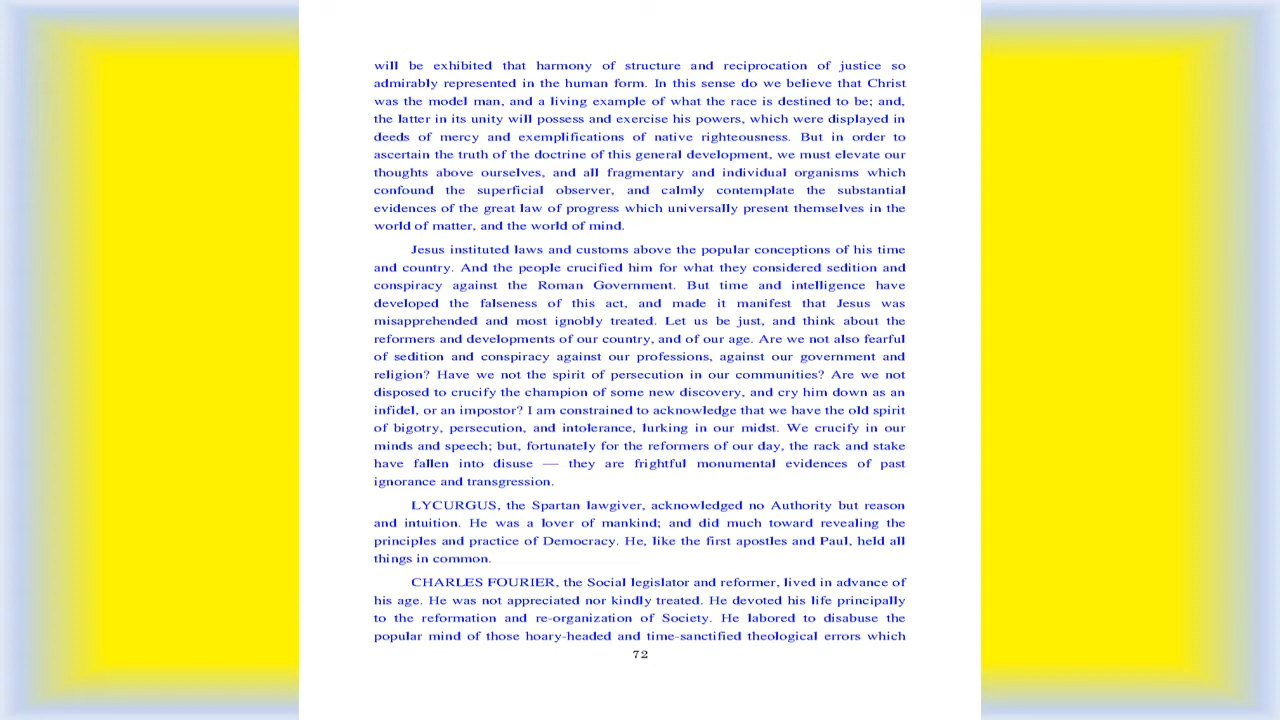 will be exhibited that harmony of structure and reciprocation of justice so
admirably represented in the human form. In this sense do we believe that Christ
was the model man, and a living example of what the race is destined to be; and,
the latter in its unity will possess and exercise his powers, which were displayed in
deeds of mercy and exemplifications of native righteousness. But in order to
ascertain the truth of the doctrine of this general development, we must elevate our
thoughts above ourselves, and all fragmentary and individual organisms which
confound the superficial observer, and calmly contemplate the substantial
evidences of the great law of progress which universally present themselves in the
world of matter, and the world of mind.
Jesus instituted laws and customs above the popular conceptions of his time
and country. And the people crucified him for what they considered sedition and
conspiracy against the Roman Government. But time and intelligence have
developed the falseness of this act, and made it manifest that Jesus was
misapprehended and most ignobly treated. Let us be just, and think about the
reformers and developments of our country, and of our age. Are we not also fearful
of sedition and conspiracy against our professions, against our government and
religion? Have we not the spirit of persecution in our communities? Are we not
disposed to crucify the champion of some new discovery, and cry him down as an
infidel, or an impostor? I am constrained to acknowledge that we have the old spirit
of bigotry, persecution, and intolerance, lurking in our midst. We crucify in our
minds and speech; but, fortunately for the reformers of our day, the rack and stake
have fallen into disuse — they are frightful monumental evidences of past
ignorance and transgression.
LYCURGUS, the Spartan lawgiver, acknowledged no Authority but reason
and intuition. He was a lover of mankind; and did much toward revealing the
principles and practice of Democracy. He, like the first apostles and Paul, held all
things in common.
CHARLES FOURIER, the Social legislator and reformer, lived in advance of
his age. He was not appreciated nor kindly treated. He devoted his life principally
to the reformation and re-organization of Society. He labored to disabuse the
popular mind of those hoary-headed and time-sanctified theological errors which
72